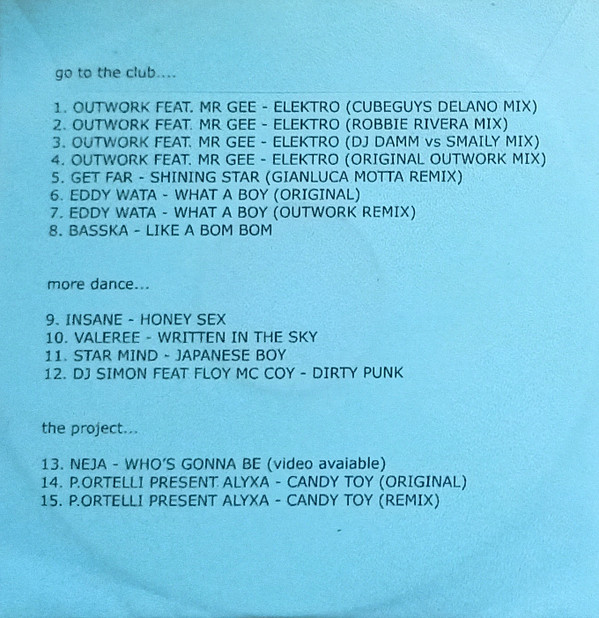 go to the club....
1. OUTWORK FEAT. MR GEE - ELEKTRO (CUBEGUYS DELANO MIX)
2. OUTWORK FEAT. MR GEE - ELEKTRO (ROBBIE RIVERA MIX)
3. OUTWORK FEAT. MR GEE - ELEKTRO (DJ DAMM vs SMAILY MIX)
4. OUTWORK FEAT. MR GEE - ELEKTRO (ORIGINAL OUTWORK MIX)
5. GET FAR - SHINING STAR (GIANLUCA MOTTA REMIX)
6. EDDY WATA - WHAT A BOY (ORIGINAL)
7. EDDY WATA - WHAT A BOY (OUTWORK REMIX)
8. BASSKA - LIKE A BOM BOM
more dance...
9. INSANE - HONEY SEX
10. VALEREE - WRITTEN IN THE SKY
11. STAR MIND - JAPANESE BOY
12. DJ SIMON FEAT FLOY MC COY - DIRTY PUNK
the project...
13. NEJA - WHO'S GONNA BE (video avaiable)
14. P.ORTELLI PRESENT ALYXA - CANDY TOY (ORIGINAL)
15. P.ORTELLI PRESENT ALYXA - CANDY TOY (REMIX)